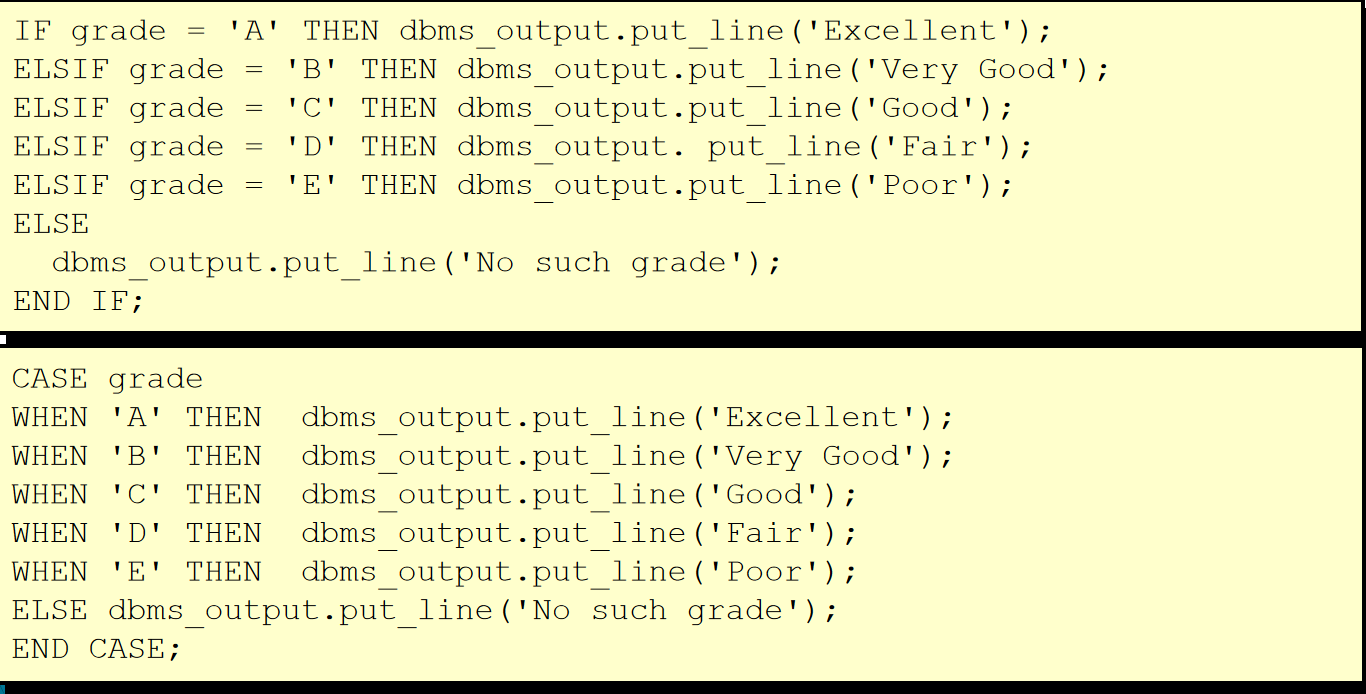 IF grade = 'A' THEN dbms_output.put_line('Excellent');
ELSIF grade = 'B' THEN dbms_output.put_line('Very Good');
ELSIF grade = 'C' THEN dbms_output.put_line('Good');
ELSIF grade = 'D' THEN dbms_output. put_line('Fair');
ELSIF grade = 'E' THEN dbms_output.put_line('Poor');
ELSE
  dbms_output.put_line('No such grade');
END IF;
CASE grade
WHEN 'A' THEN  dbms_output.put_line('Excellent');
WHEN 'B' THEN  dbms_output.put_line('Very Good');
WHEN 'C' THEN  dbms_output.put_line('Good');
WHEN 'D' THEN  dbms_output.put_line('Fair');
WHEN 'E' THEN  dbms_output.put_line('Poor');
ELSE dbms_output.put_line('No such grade');
END CASE;